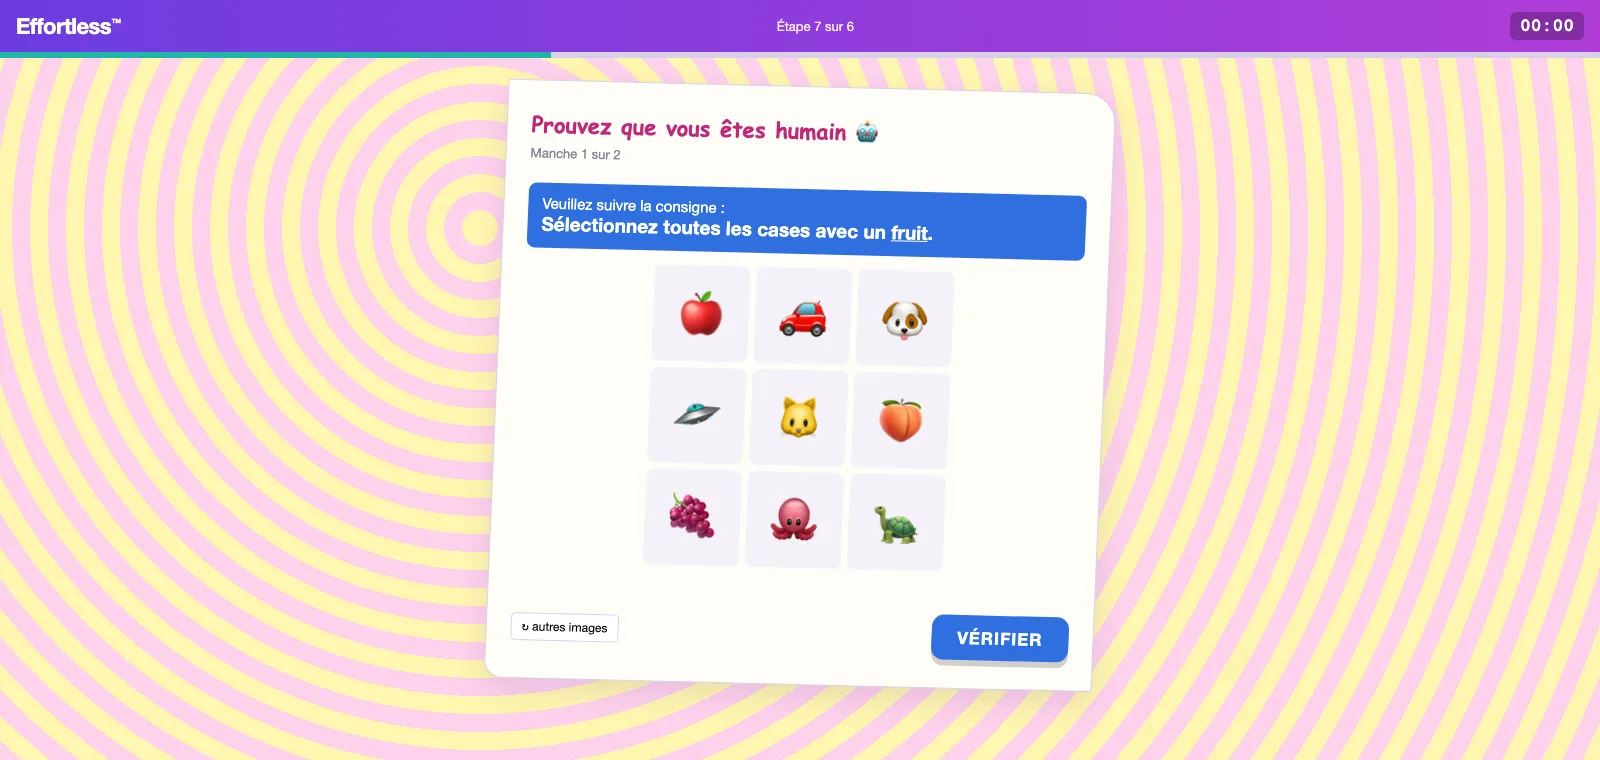 Effortless™
Étape 7 sur 6
00:00
Prouvez que vous êtes humain
Manche 1 sur 2
Veuillez suivre la consigne :
Sélectionnez toutes les cases avec un fruit.
↻ autres images
VÉRIFIER